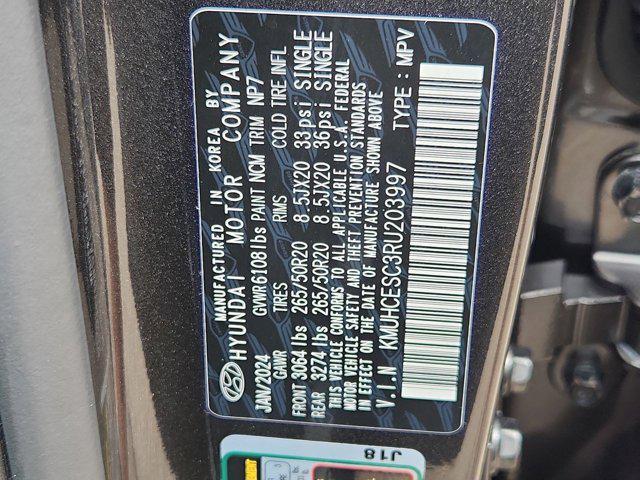 MANUFACTURED IN KOREA BY
HYUNDAI MOTOR COMPANY
JAN/2024 GVWR 6108 lbs PAINT NCM TRIM NP7
GAWR TIRES RIMS COLD TIRE INFL
FRONT 3064 lbs 265/50R20 8.5JX20 33psi SINGLE
REAR 3274 lbs 265/50R20 8.5JX20 36psi SINGLE
THIS VEHICLE CONFORMS TO ALL APPLICABLE U.S.A. FEDERAL
MOTOR VEHICLE SAFETY AND THEFT PREVENTION STANDARDS
IN EFFECT ON THE DATE OF MANUFACTURE SHOWN ABOVE
V.I.N KMUHCESC3RU203997 TYPE : MPV
J18